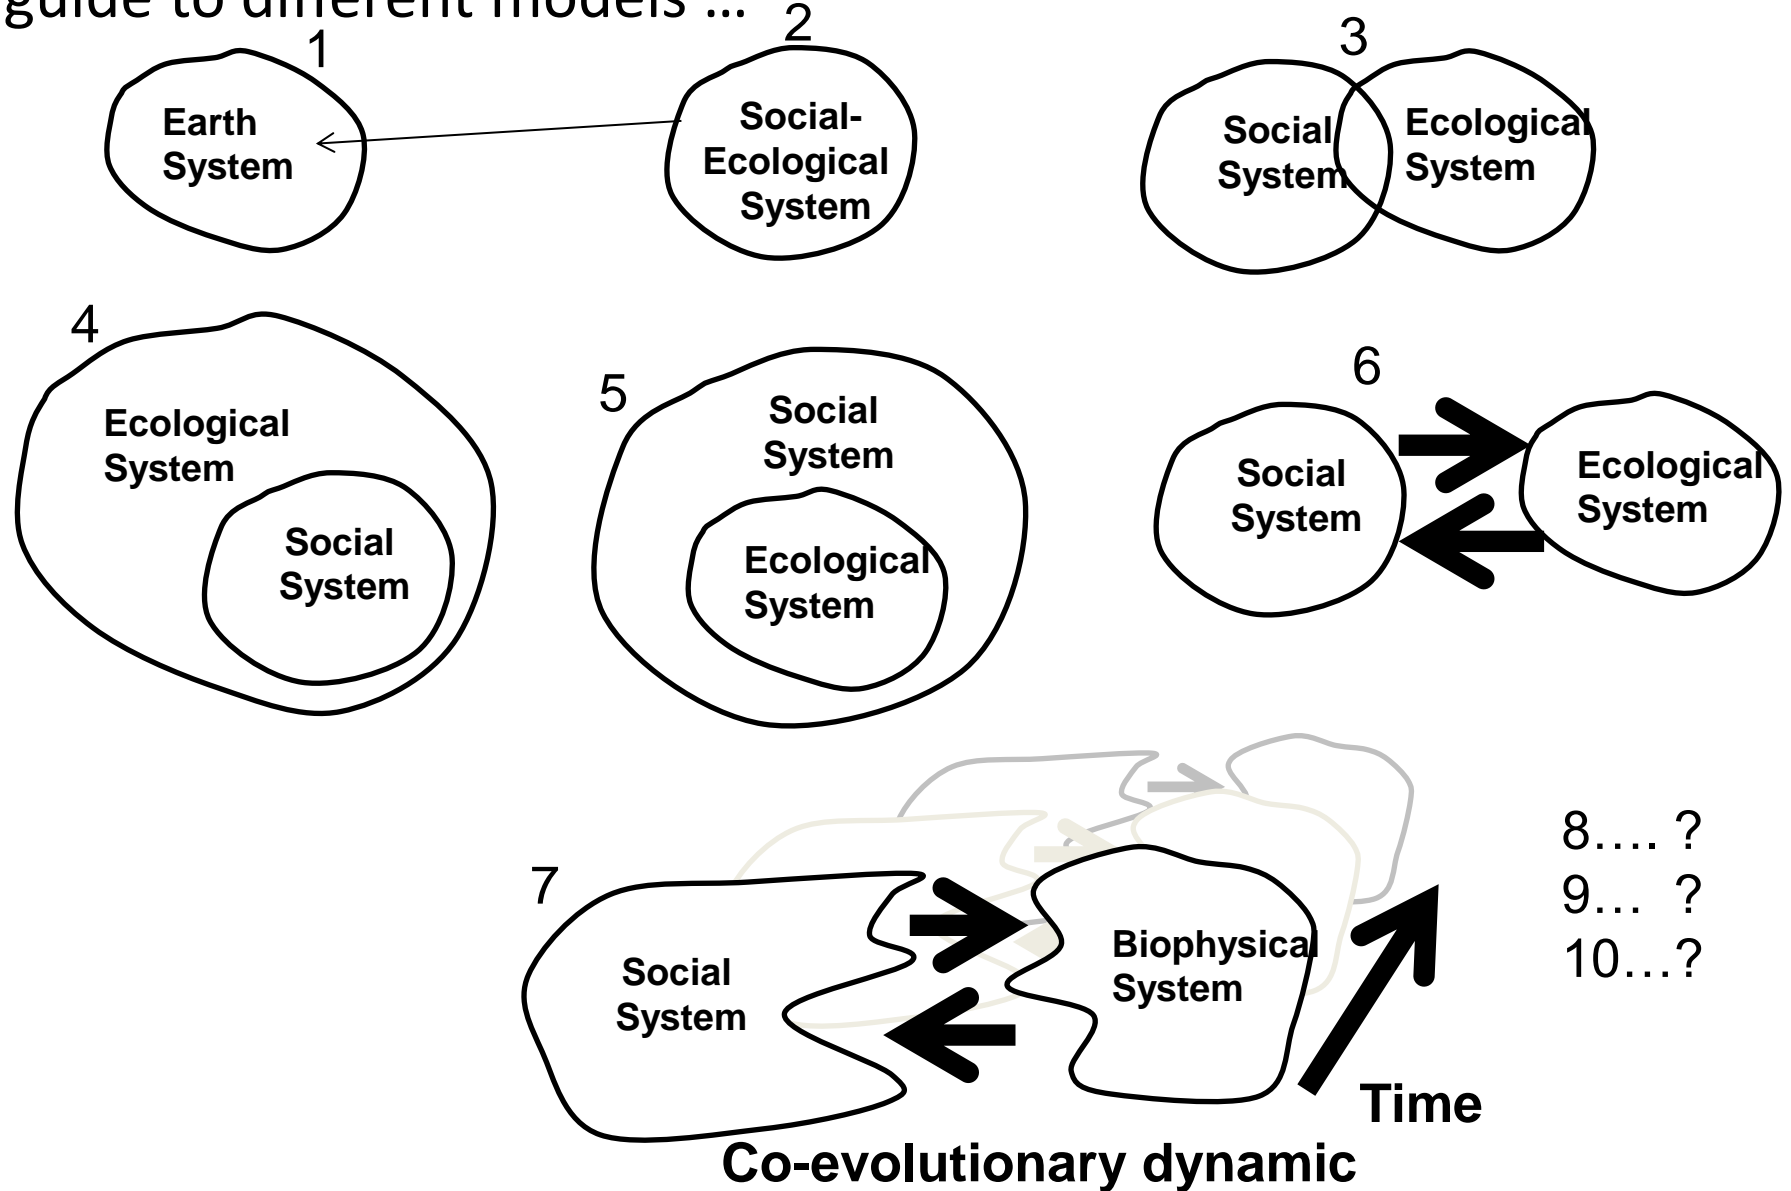 guide to different models …
1
Earth
System
2
Social-
Ecological
System
3
Social
System
Ecological
System
4
Ecological
System
Social
System
5
Social
System
Ecological
System
6
Social
System
Ecological
System
7
Social
System
Biophysical
System
8…. ?
9… ?
10…?
Time
Co-evolutionary dynamic